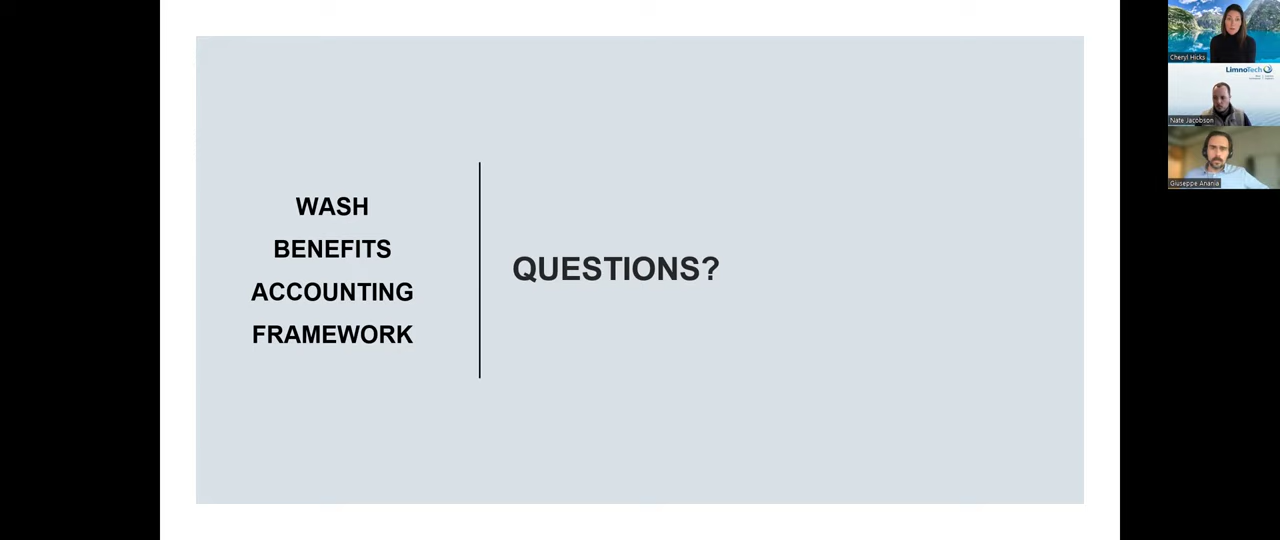 WASH
BENEFITS
ACCOUNTING
FRAMEWORK
QUESTIONS?
Cheryl Hicks
LimnoTech
Nate Jacobson
Giuseppe Anania